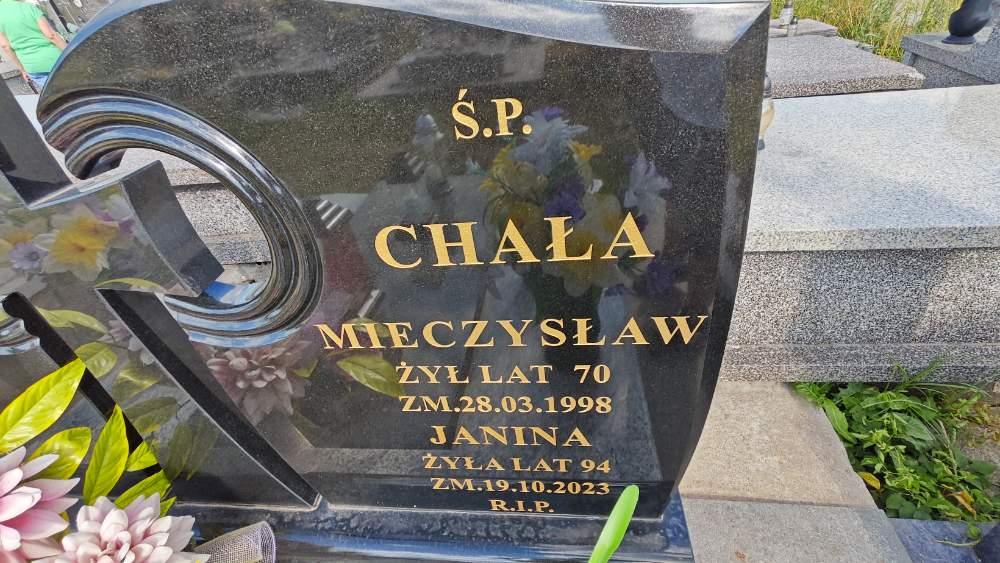 Ś.P.
CHAŁA
MIECZYSŁAW
ŻYŁ LAT 70
ZM.28.03.1998
JANINA
ŻYŁA LAT 94
ZM.19.10.2023
R.I.P.